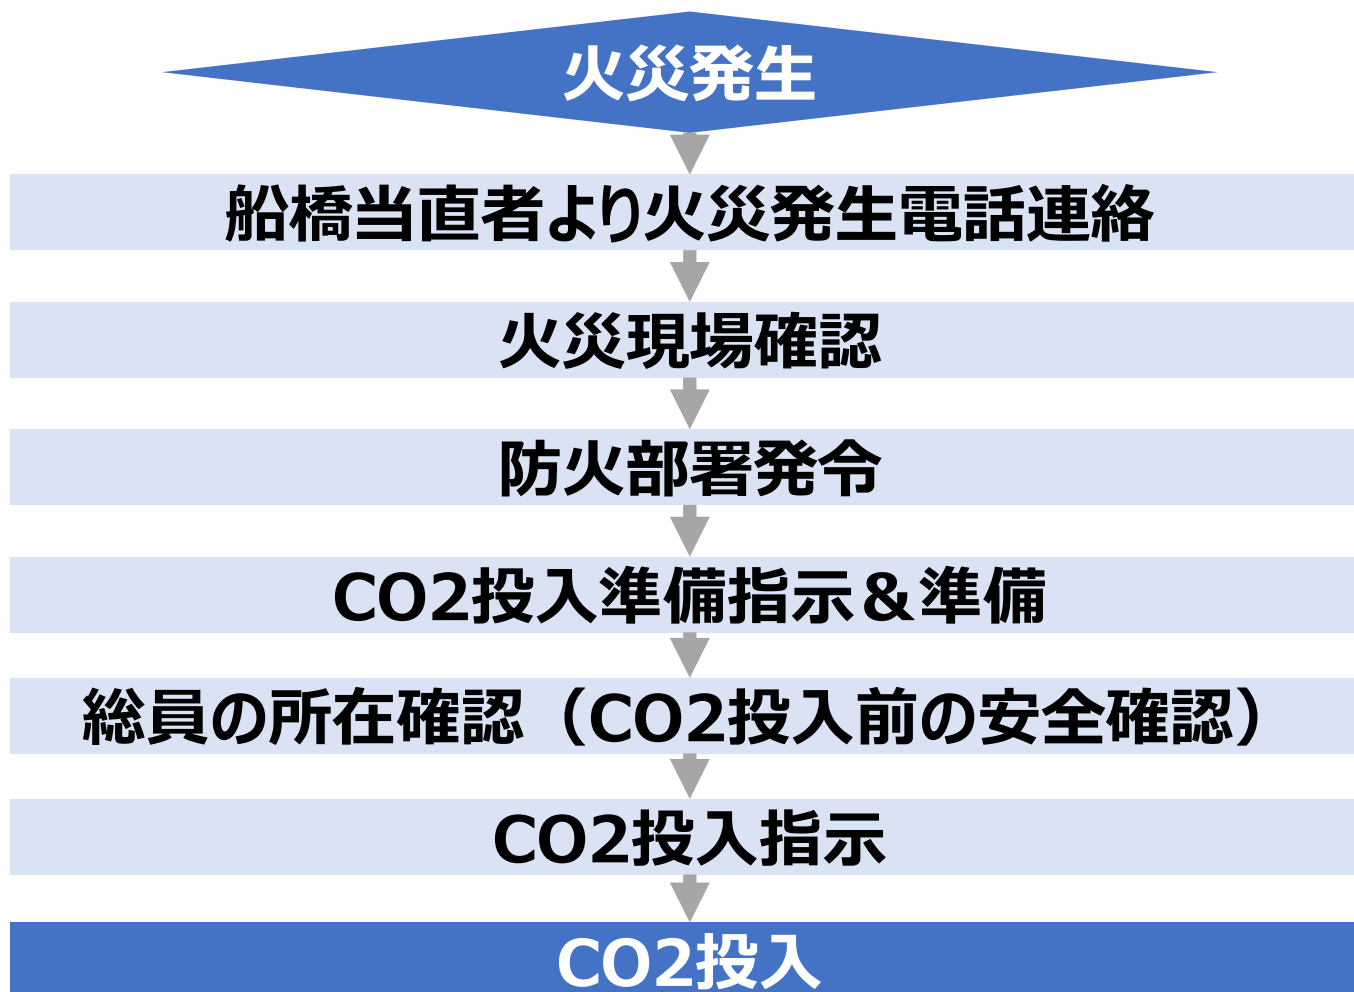 火災発生
船橋当直者より火災発生電話連絡
火災現場確認
防火部署発令
CO2投入準備指示＆準備
総員の所在確認（CO2投入前の安全確認）
CO2投入指示
CO2投入